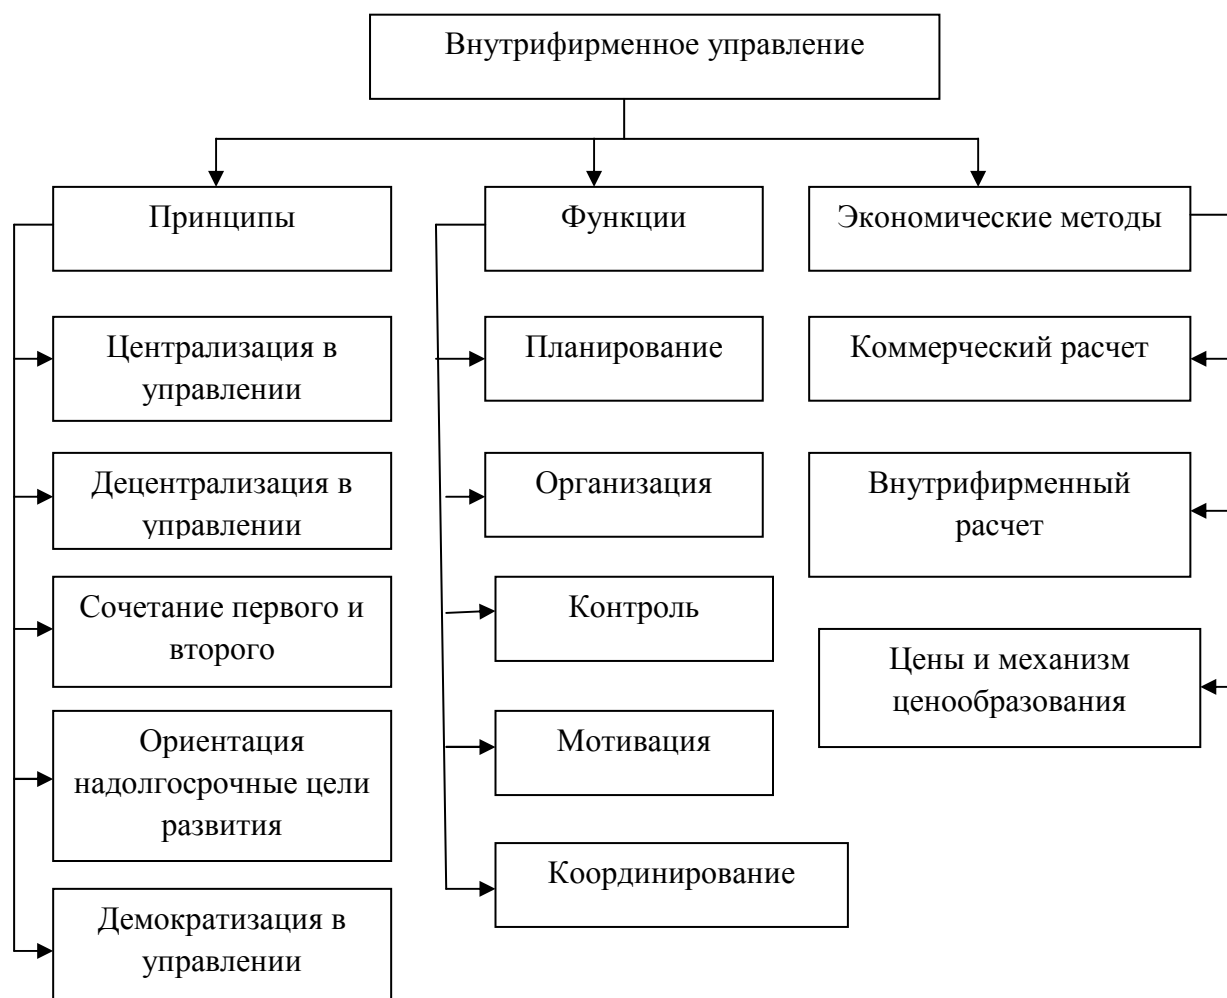 Внутрифирменное управление
Принципы
Функции
Экономические методы
Централизация в
управлении
Планирование
Коммерческий расчет
Децентрализация в
управлении
Организация
Внутрифирменный
расчет
Сочетание первого и
второго
Контроль
Цены и механизм
ценообразования
Ориентация
надолгосрочные цели
развития
Мотивация
Координирование
Демократизация в
управлении